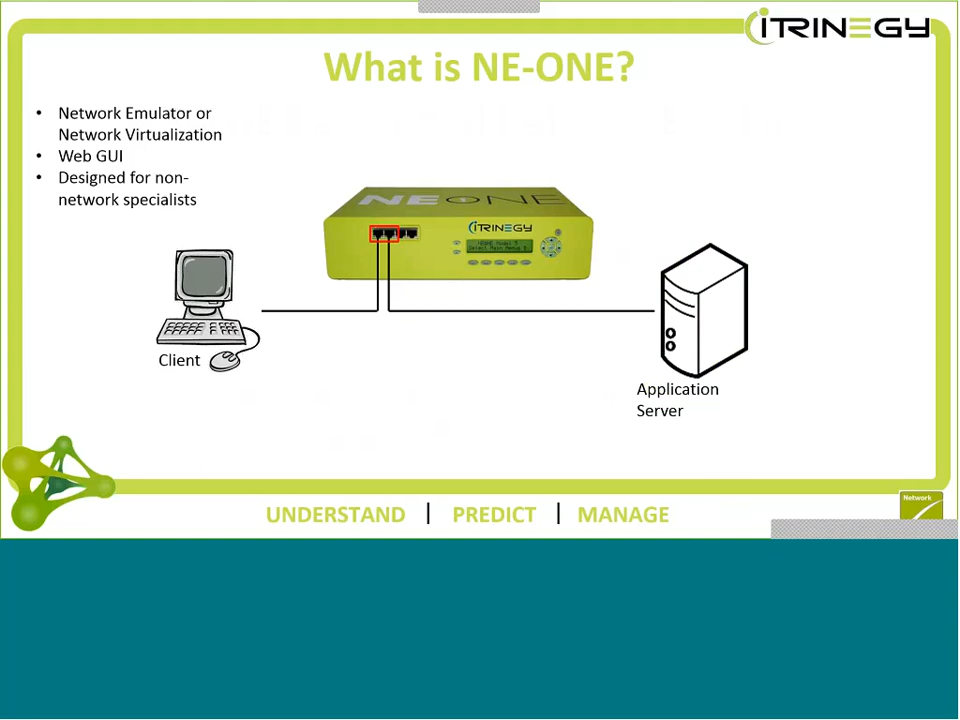 iTRINEGY
What is NE-ONE?
• Network Emulator or
Network Virtualization
• Web GUI
• Designed for non-
network specialists
NE ONE
iTRINEGY
Client
Application
Server
UNDERSTAND | PREDICT | MANAGE
Network